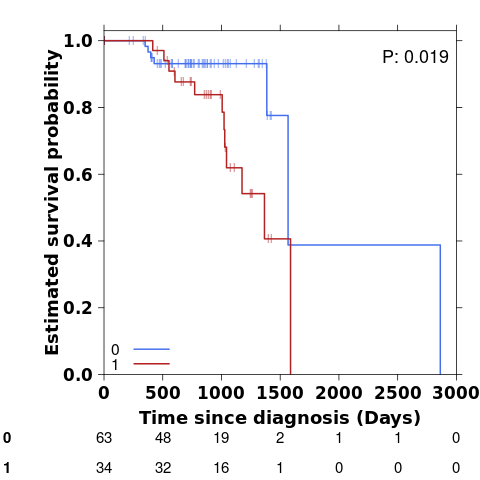 P: 0.019
1.0
0.8
0.6
0.4
0.2
0.0
Estimated survival probability
0
1
0 500 1000 1500 2000 2500 3000
Time since diagnosis (Days)
0 63 48 19 2 1 1 0
1 34 32 16 1 0 0 0